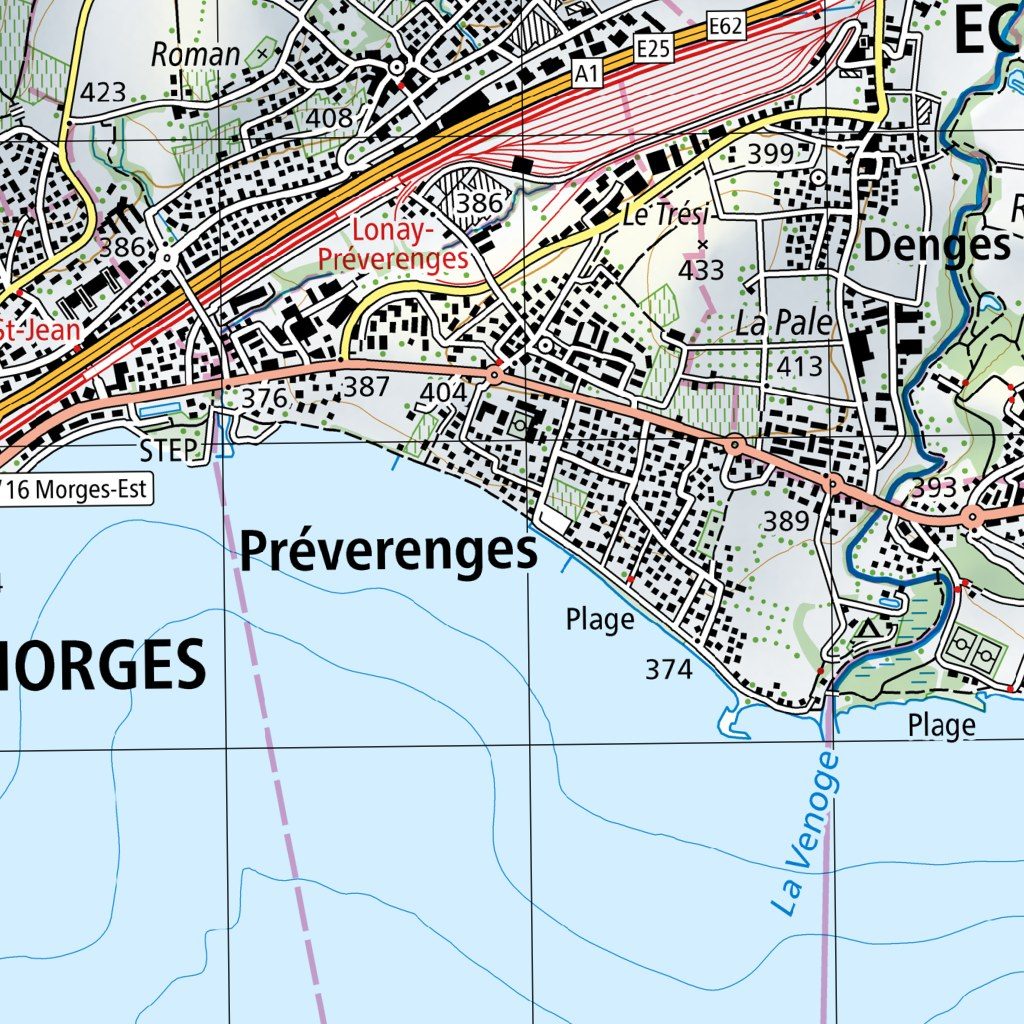 EC
E62
Roman
E25
A1
423
408
399
386
Le Trési
Lonay-
Préverenges
386
Denges
433
St-Jean
La Pale
413
376
387
404
STEP
16 Morges-Est
393
389
Préverenges
Plage
MORGES
374
Plage
La Venoge